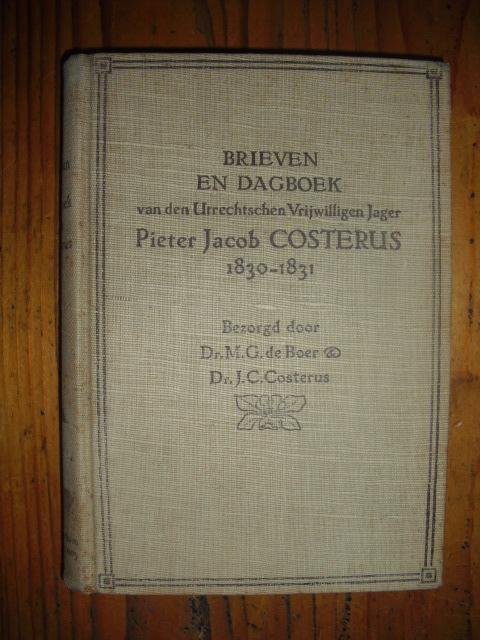 BRIEVEN
EN DAGBOEK
van den Utrechtschen Vrijwilligen Jager
Pieter Jacob COSTERUS
1830-1831
Bezorgd door
Dr. M. G. de Boer &
Dr. J. C. Costerus